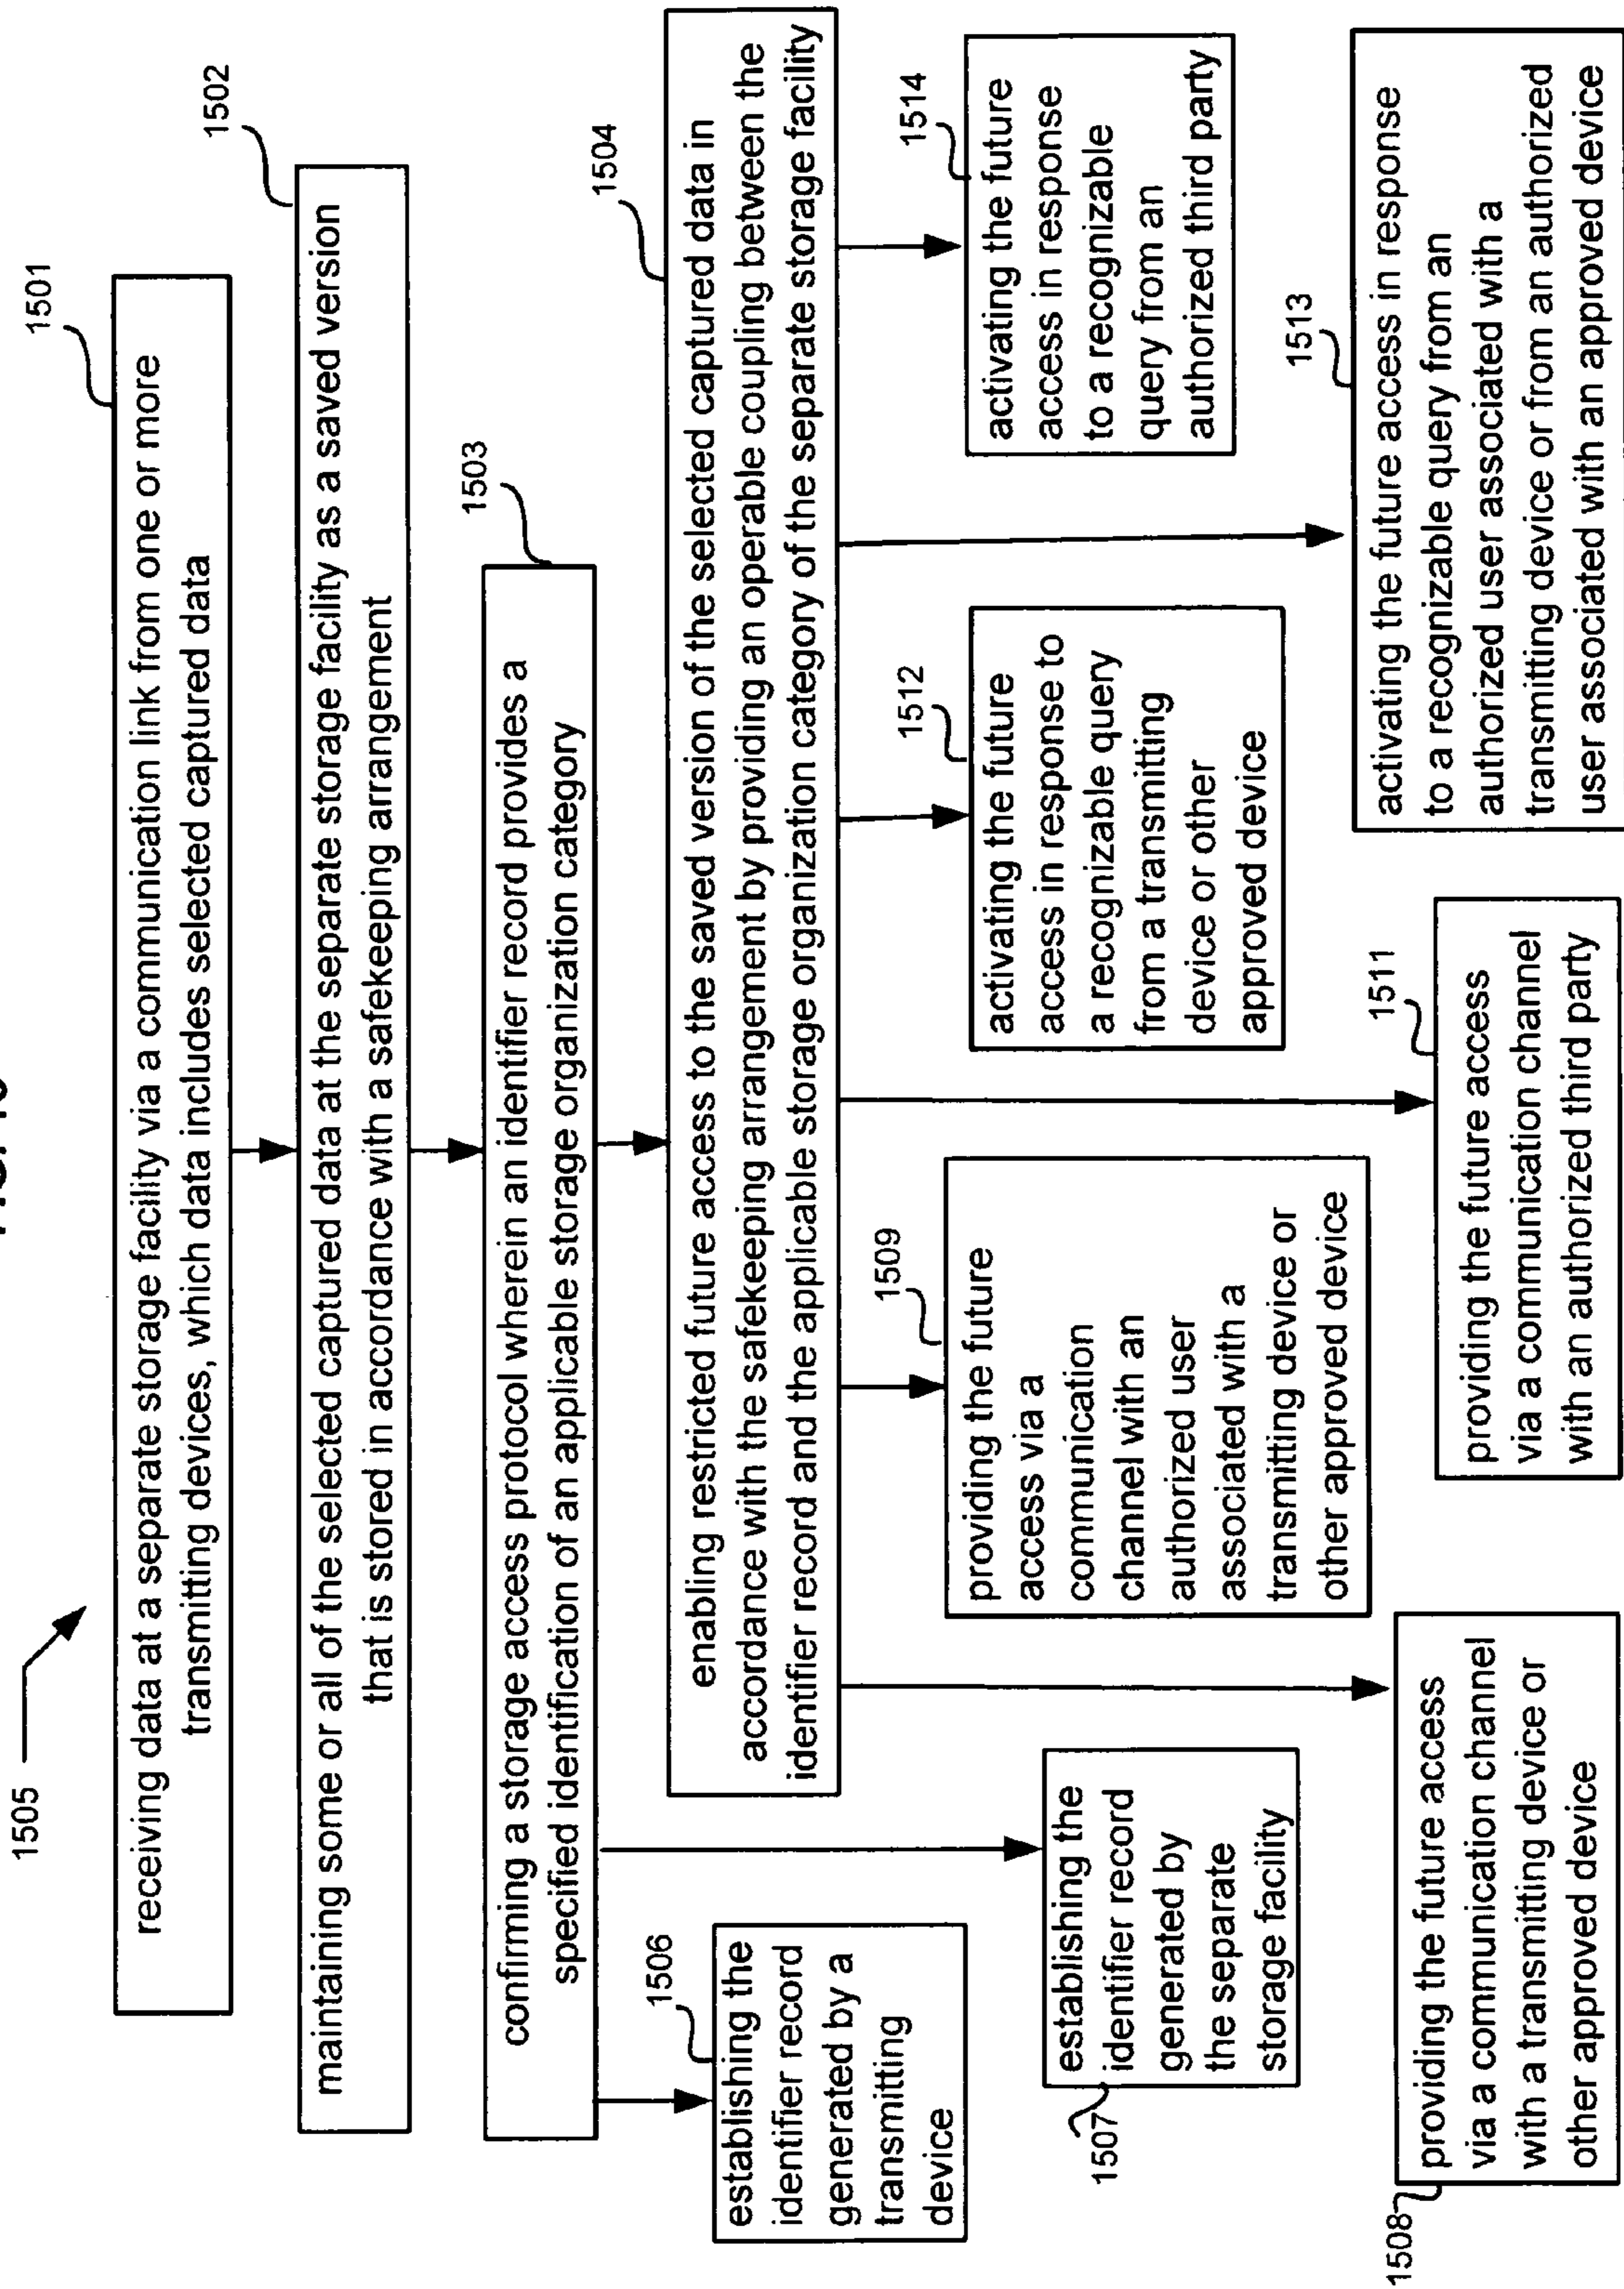 1505
1501
receiving data at a separate storage facility via a communication link from one or more
transmitting devices, which data includes selected captured data
1502
maintaining some or all of the selected captured data at the separate storage facility as a saved version
that is stored in accordance with a safekeeping arrangement
1503
confirming a storage access protocol wherein an identifier record provides a
specified identification of an applicable storage organization category
1504
enabling restricted future access to the saved version of the selected captured data in
accordance with the safekeeping arrangement by providing an operable coupling between the
identifier record and the applicable storage organization category of the separate storage facility
1506
establishing the
identifier record
generated by a
transmitting
device
1507
establishing the
identifier record
generated by
the separate
storage facility
1508
providing the future access
via a communication channel
with a transmitting device or
other approved device
1509
providing the future
access via a
communication
channel with an
authorized user
associated with a
transmitting device or
other approved device
1511
providing the future access
via a communication channel
with an authorized third party
1512
activating the future
access in response to
a recognizable query
from a transmitting
device or other
approved device
1513
activating the future access in response
to a recognizable query from an
authorized user associated with a
transmitting device or from an authorized
user associated with an approved device
1514
activating the future
access in response
to a recognizable
query from an
authorized third party